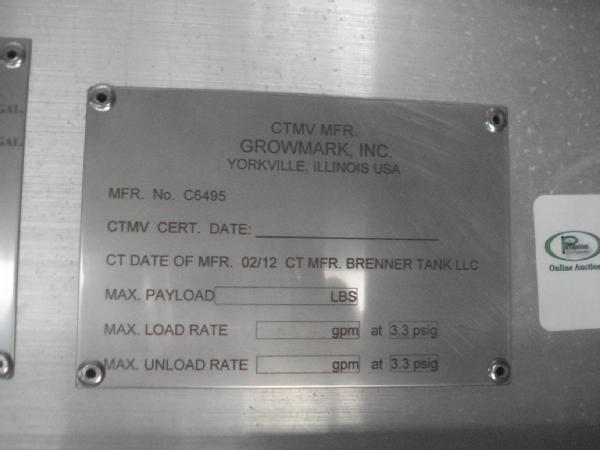 GAL.
GAL.
CTMV MFR.
GROWMARK, INC.
YORKVILLE, ILLINOIS USA
MFR. No. C6495
CTMV CERT. DATE:
CT DATE OF MFR. 02/12 CT MFR. BRENNER TANK LLC
MAX. PAYLOAD LBS
MAX. LOAD RATE gpm at 3.3 psig
MAX. UNLOAD RATE gpm at 3.3 psig
Online Auction